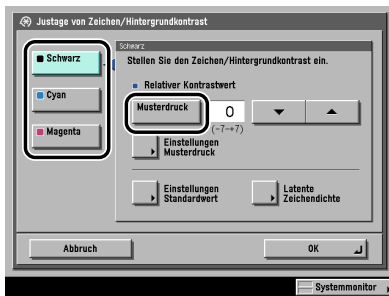 Justage von Zeichen/Hintergrundkontrast
Schwarz
Schwarz
Stellen Sie den Zeichen/Hintergrundkontrast ein.
Cyan
Magenta
Relativer Kontrastwert
Musterdruck
0
(-7~+7)
Einstellungen
Musterdruck
Einstellungen
Standardwert
Latente
Zeichendichte
Abbruch
OK
Systemmonitor